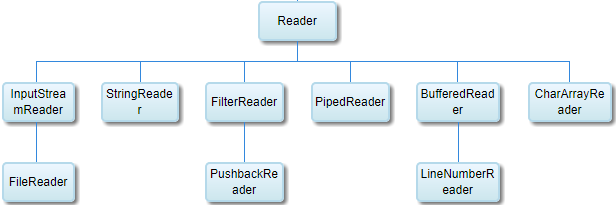 Reader
InputStrea
mReader
StringReade
r
FilterReader
PipedReader
BufferedRead
er
CharArrayRe
ader
FileReader
PushbackRe
ader
LineNumberR
eader